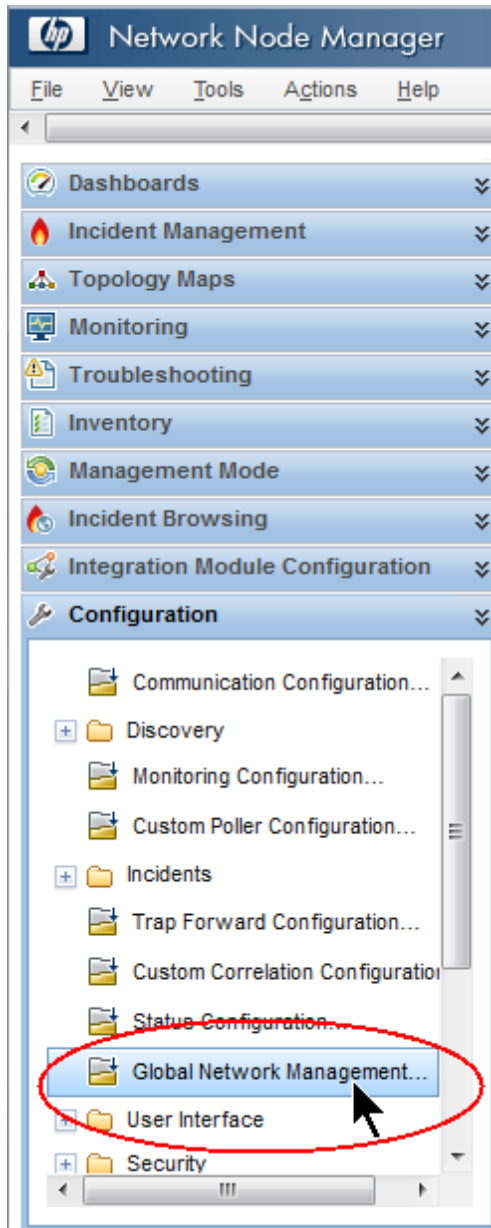 hp Network Node Manager
File View Tools Actions Help
Dashboards
Incident Management
Topology Maps
Monitoring
Troubleshooting
Inventory
Management Mode
Incident Browsing
Integration Module Configuration
Configuration
Communication Configuration...
Discovery
Monitoring Configuration...
Custom Poller Configuration...
Incidents
Trap Forward Configuration...
Custom Correlation Configuration
Status Configuration...
Global Network Management...
User Interface
Security